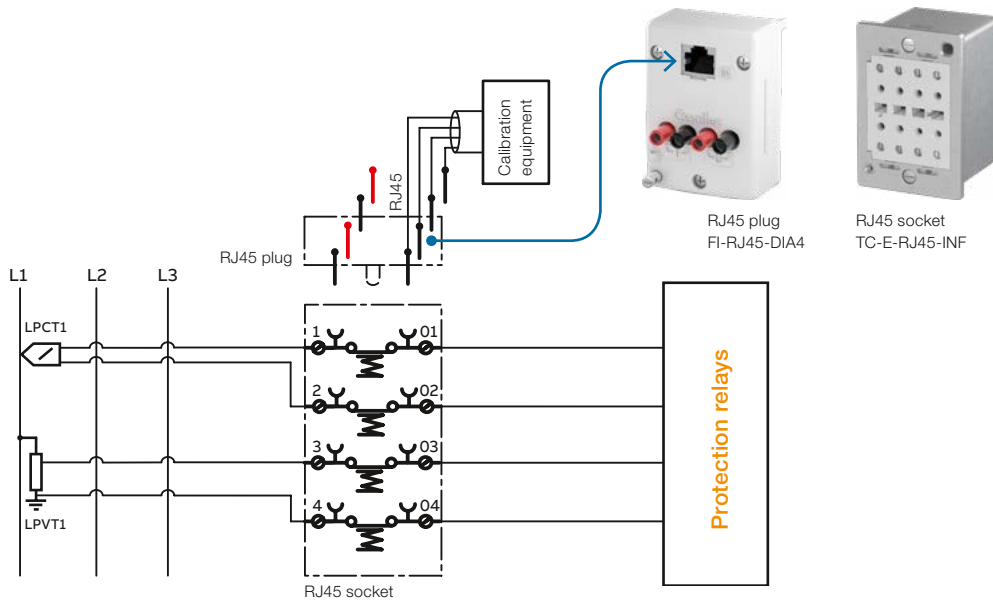 Calibration
equipment
RJ45
RJ45 plug
RJ45 plug
FI-RJ45-DIA4
RJ45 socket
TC-E-RJ45-INF
L1
L2
L3
LPCT1
1
01
2
02
3
03
4
04
LPVT1
Protection relays
RJ45 socket